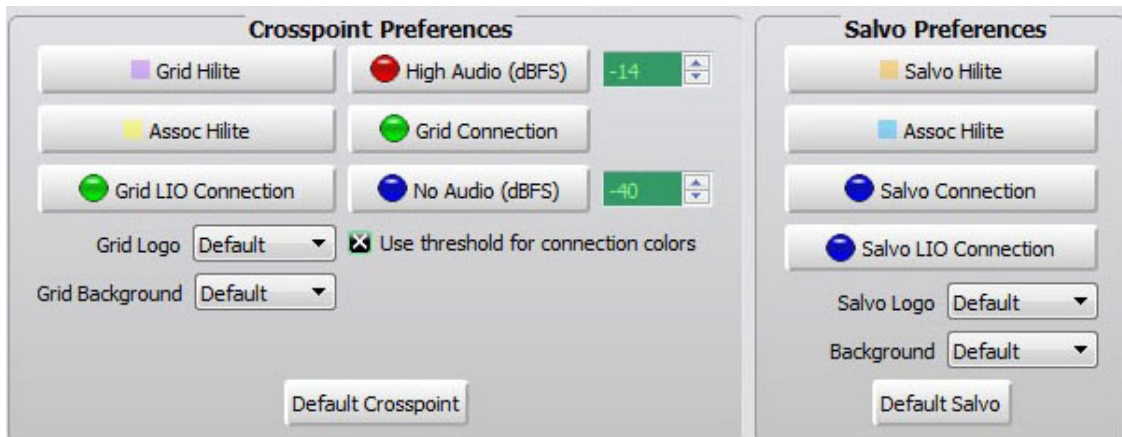 Crosspoint Preferences
Grid Hilite
High Audio (dBFS)
-14
Assoc Hilite
Grid Connection
Grid LIO Connection
No Audio (dBFS)
-40
Grid Logo
Default
Use threshold for connection colors
Grid Background
Default
Default Crosspoint
Salvo Preferences
Salvo Hilite
Assoc Hilite
Salvo Connection
Salvo LIO Connection
Salvo Logo
Default
Background
Default
Default Salvo